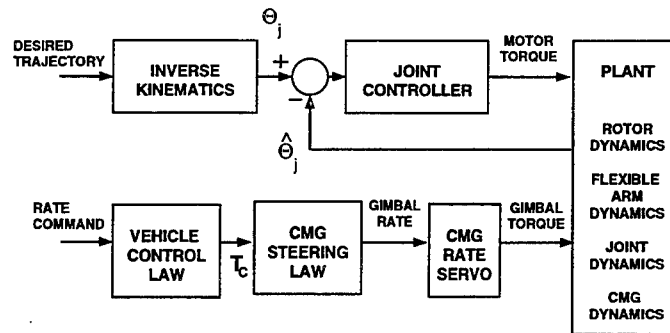 Θj
DESIRED
TRAJECTORY
INVERSE
KINEMATICS
+
−
JOINT
CONTROLLER
MOTOR
TORQUE
PLANT
Θ̂j
ROTOR
DYNAMICS
FLEXIBLE
ARM
DYNAMICS
JOINT
DYNAMICS
CMG
DYNAMICS
RATE
COMMAND
VEHICLE
CONTROL
LAW
Tc
CMG
STEERING
LAW
GIMBAL
RATE
CMG
RATE
SERVO
GIMBAL
TORQUE